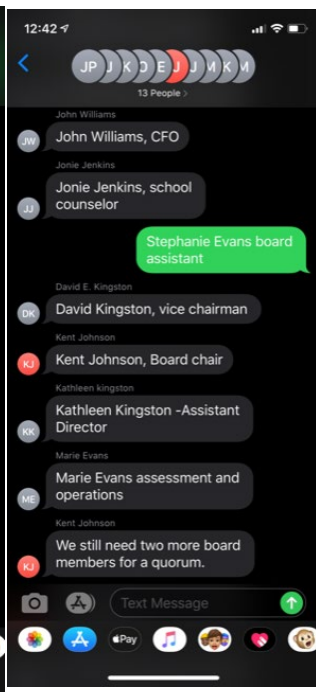 12:42
JP J K D E J J M K M
13 People >
John Williams
JW
John Williams, CFO
Jonie Jenkins
JJ
Jonie Jenkins, school
counselor
Stephanie Evans board
assistant
David E. Kingston
DK
David Kingston, vice chairman
Kent Johnson
KJ
Kent Johnson, Board chair
Kathleen kingston
KK
Kathleen Kingston -Assistant
Director
Marie Evans
ME
Marie Evans assessment and
operations
Kent Johnson
KJ
We still need two more board
members for a quorum.
Text Message
Pay